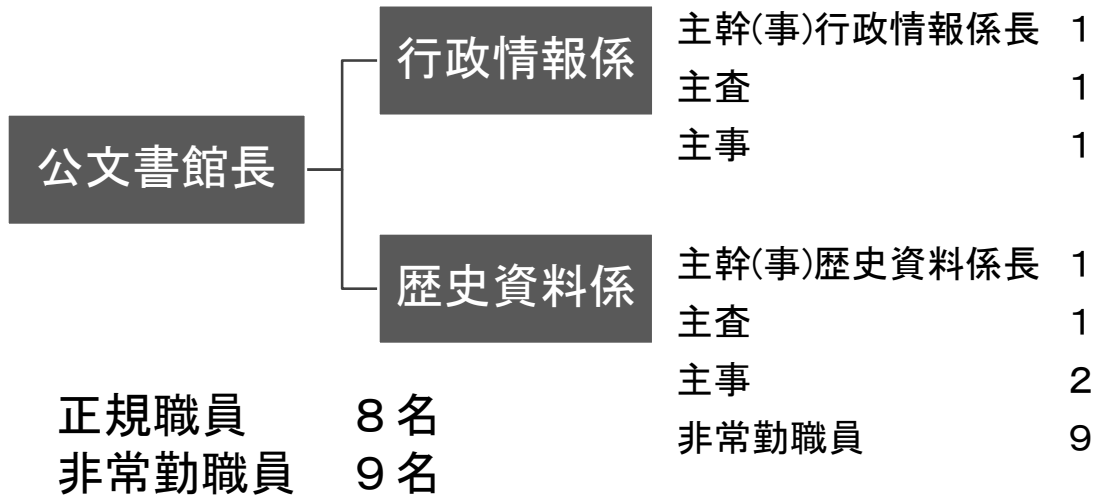 公文書館長
行政情報係
主幹(事)行政情報係長 1
主査 1
主事 1
歴史資料係
主幹(事)歴史資料係長 1
主査 1
主事 2
非常勤職員 9
正規職員 8名
非常勤職員 9名